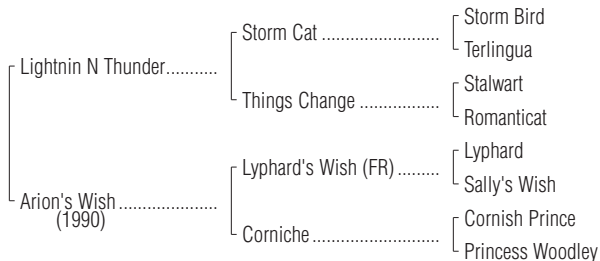 Storm Bird
Storm Cat ..........................
Terlingua
Lightnin N Thunder...........
Stalwart
Things Change ..................
Romanticat
Lyphard
Lyphard's Wish (FR) .........
Sally's Wish
Arion's Wish .....................
(1990)
Cornish Prince
Corniche ............................
Princess Woodley